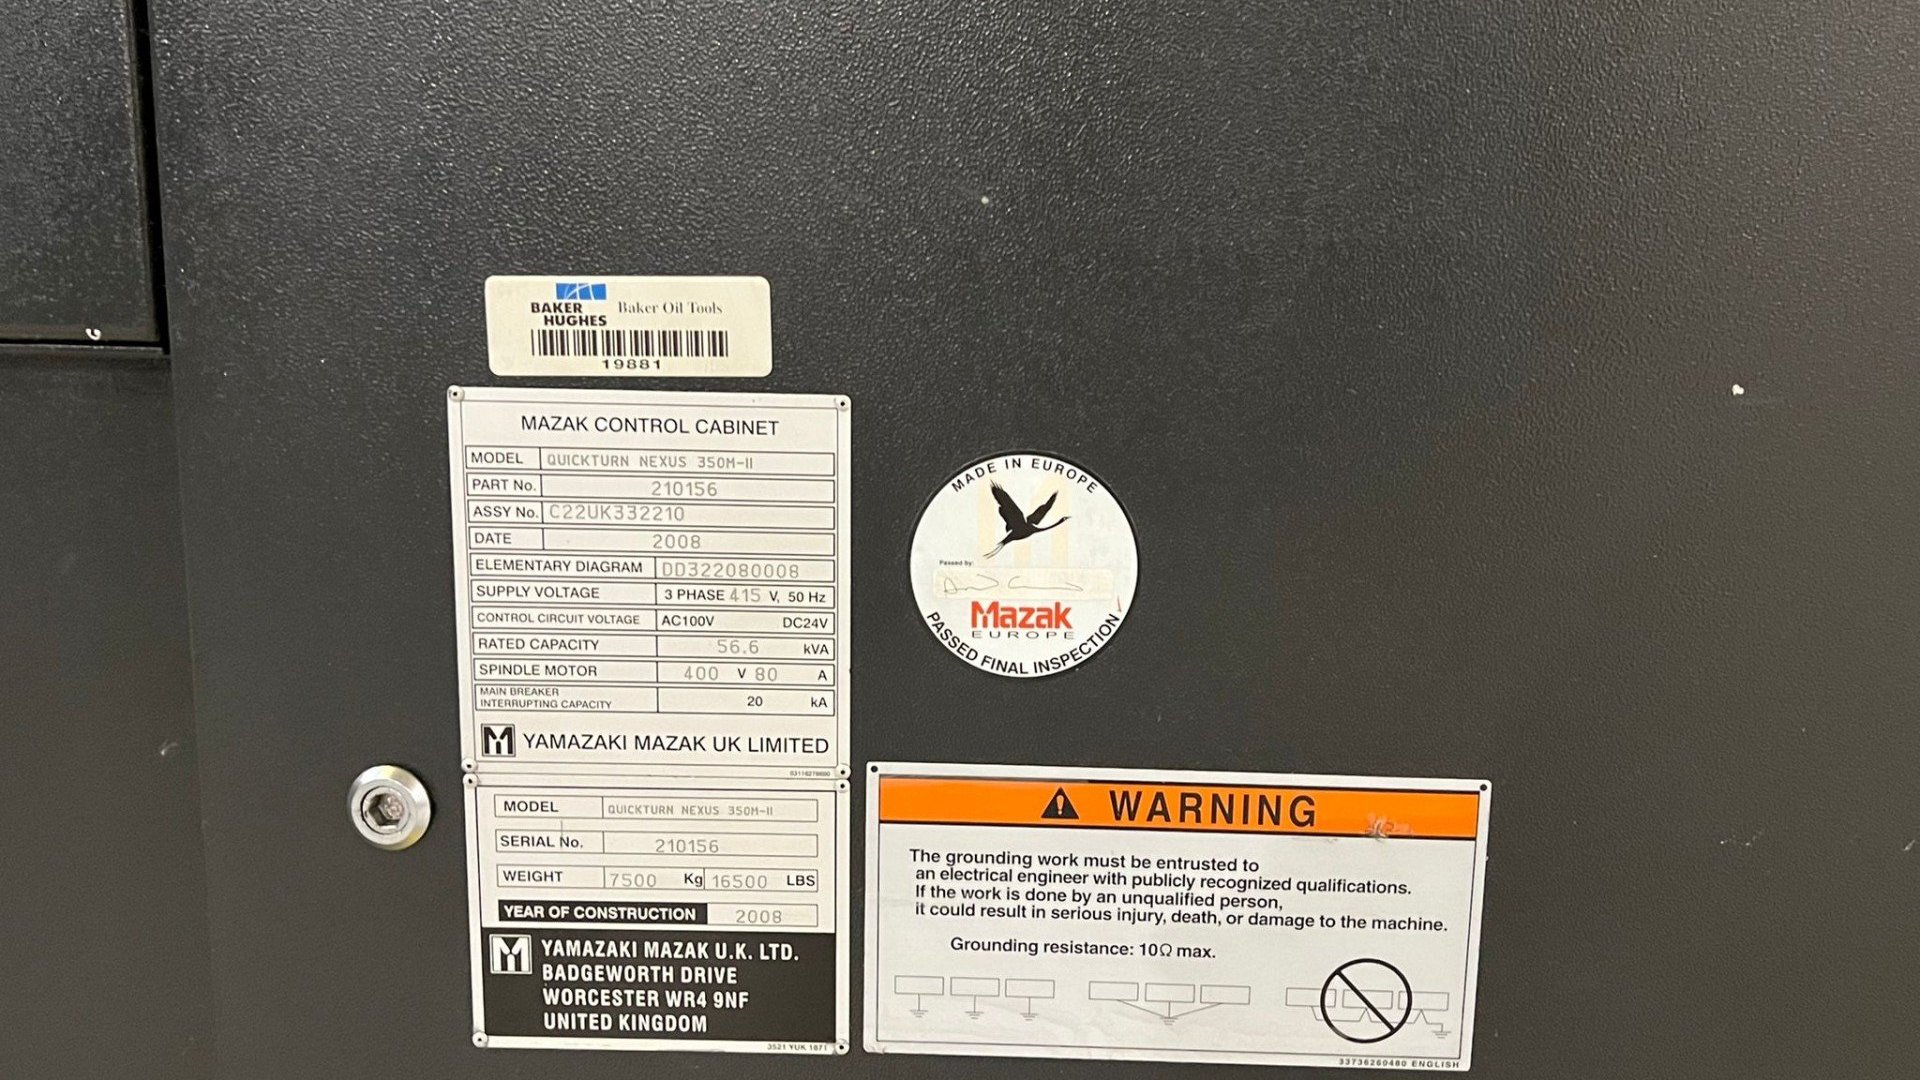 BAKER
HUGHES
Baker Oil Tools
19881
MAZAK CONTROL CABINET
MODEL QUICKTURN NEXUS 350M-II
PART No. 210156
ASSY No. C22UK332210
DATE 2008
ELEMENTARY DIAGRAM DD322080008
SUPPLY VOLTAGE 3 PHASE 415 V, 50 Hz
CONTROL CIRCUIT VOLTAGE AC100V DC24V
RATED CAPACITY 56.6 kVA
SPINDLE MOTOR 400 V 80 A
MAIN BREAKER
INTERRUPTING CAPACITY 20 kA
YAMAZAKI MAZAK UK LIMITED
MODEL QUICKTURN NEXUS 350M-II
SERIAL No. 210156
WEIGHT 7500 Kg 16500 LBS
YEAR OF CONSTRUCTION 2008
YAMAZAKI MAZAK U.K. LTD.
BADGEWORTH DRIVE
WORCESTER WR4 9NF
UNITED KINGDOM
3521 YUK 1871
MADE IN EUROPE
Passed by:
Mazak
EUROPE
PASSED FINAL INSPECTION
WARNING
The grounding work must be entrusted to
an electrical engineer with publicly recognized qualifications.
If the work is done by an unqualified person,
it could result in serious injury, death, or damage to the machine.
Grounding resistance: 10Ω max.
33736260480 ENGLISH